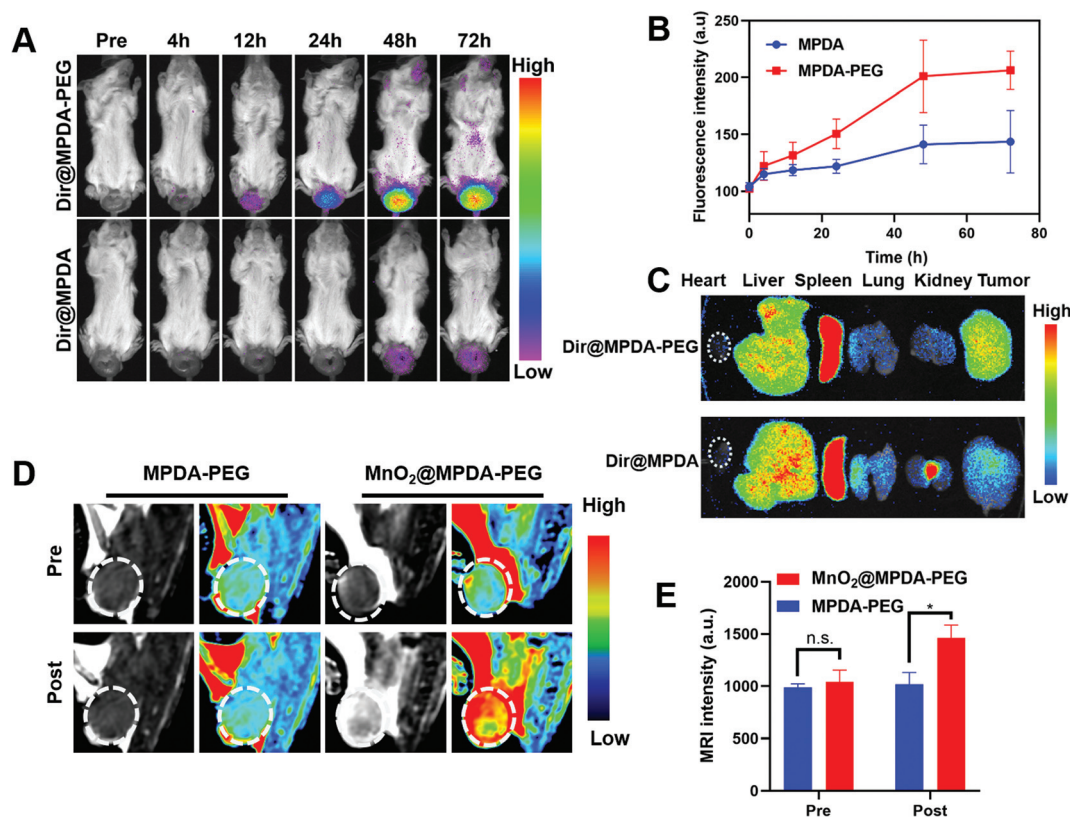 A
Pre 4h 12h 24h 48h 72h
Dir@MPDA-PEG
Dir@MPDA
High
Low
B
Fluorescence intensity (a.u)
250
200
150
100
MPDA
MPDA-PEG
0 20 40 60 80
Time (h)
C
Heart Liver Spleen Lung Kidney Tumor
Dir@MPDA-PEG
Dir@MPDA
High
Low
D
MPDA-PEG MnO₂@MPDA-PEG
Pre
Post
High
Low
E
MRI intensity (a.u.)
2000
1500
1000
500
0
MnO₂@MPDA-PEG
MPDA-PEG
n.s.
*
Pre Post